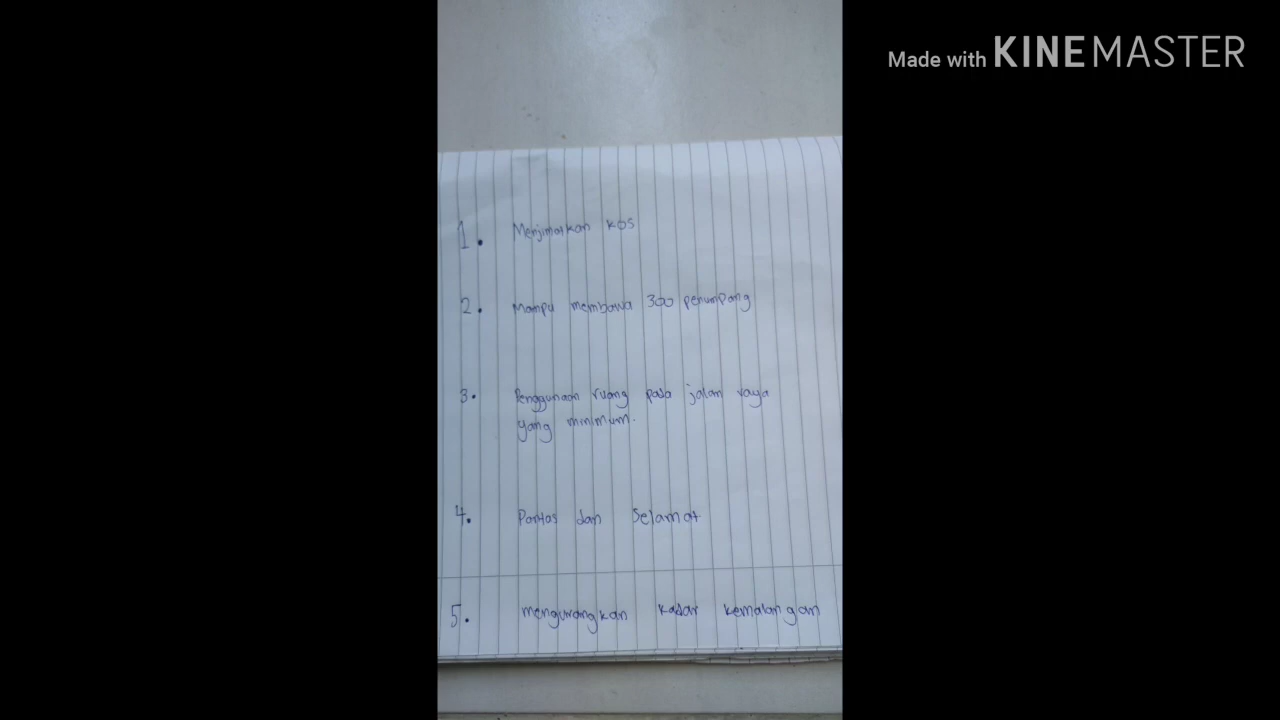 Made with KINEMASTER
1. Menjimatkan kos
2. Mampu membawa 300 penumpang
3. Penggunaan ruang pada jalan raya
yang minimum.
4. Pantas dan Selamat
5. mengurangkan kadar kemalangan